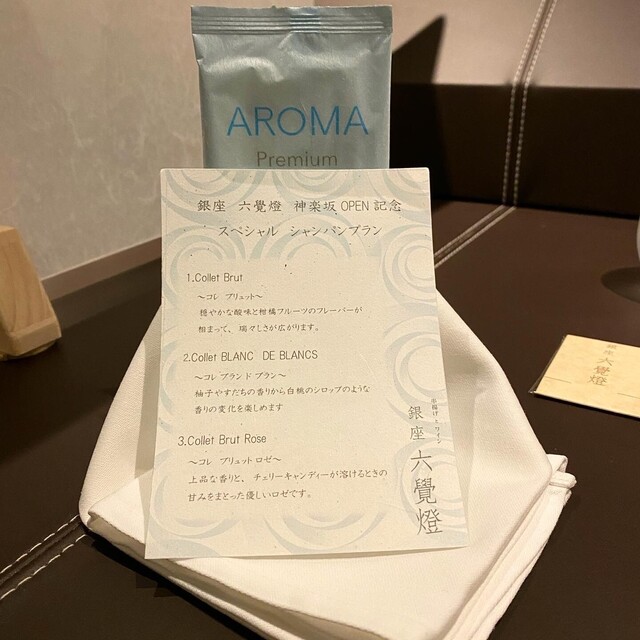 AROMA
Premium
銀座 六覺燈 神楽坂 OPEN 記念
スペシャル シャンパンプラン
1.Collet Brut
～コレ ブリュット～
穏やかな酸味と柑橘フルーツのフレーバーが
相まって、瑞々しさが広がります。
2.Collet BLANC DE BLANCS
～コレ ブランド ブラン～
柚子やすだちの香りから白桃のシロップのような
香りの変化を楽しめます
3.Collet Brut Rose
～コレ ブリュット ロゼ～
上品な香りと、チェリーキャンディーが溶けるときの
甘みをまとった優しいロゼです。
串揚げ と ワイン
銀座 六覺燈
銀座
六覺燈